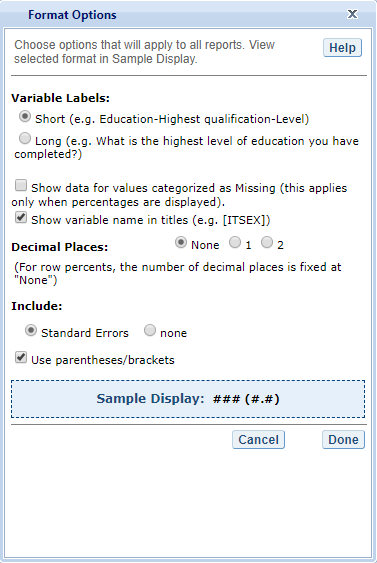 Format Options
X
Choose options that will apply to all reports. View
Help
selected format in Sample Display.
Variable Labels:
Short (e.g. Education-Highest qualification-Level)
Long (e.g. What is the highest level of education you have
completed?)
Show data for values categorized as Missing (this applies
only when percentages are displayed).
Show variable name in titles (e.g. [ITSEX])
Decimal Places: None 1 2
(For row percents, the number of decimal places is fixed at
"None")
Include:
Standard Errors none
Use parentheses/brackets
Sample Display: ### (#.#)
Cancel Done